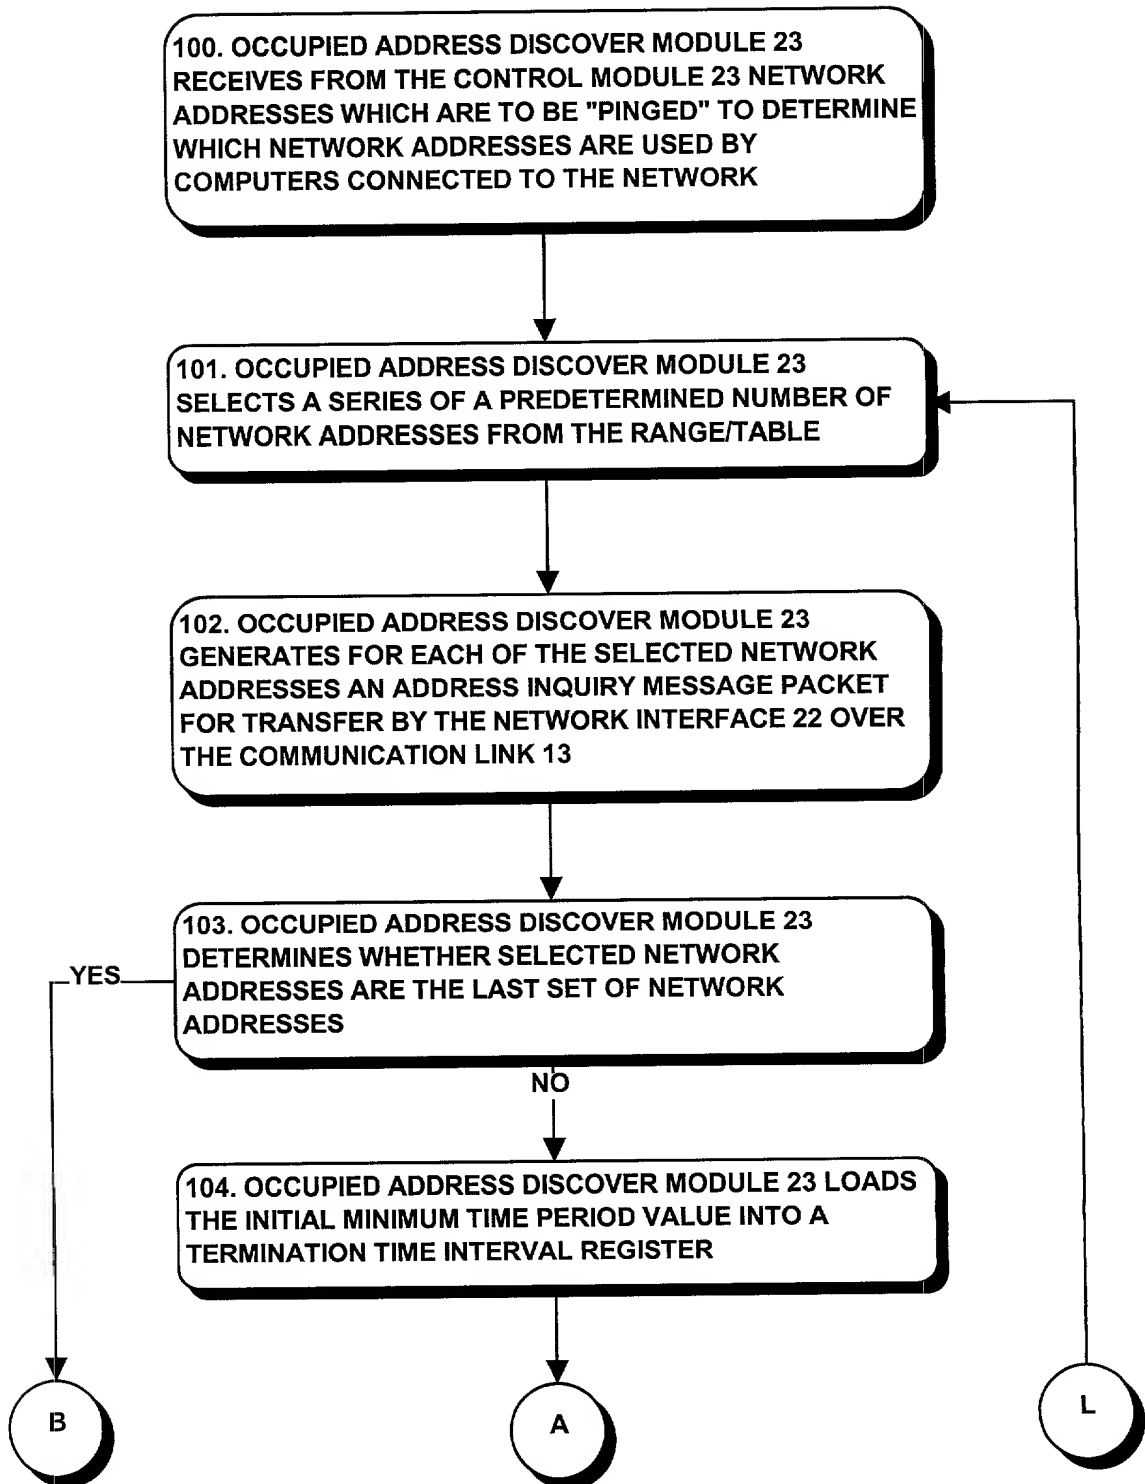 100. OCCUPIED ADDRESS DISCOVER MODULE 23
RECEIVES FROM THE CONTROL MODULE 23 NETWORK
ADDRESSES WHICH ARE TO BE "PINGED" TO DETERMINE
WHICH NETWORK ADDRESSES ARE USED BY
COMPUTERS CONNECTED TO THE NETWORK
101. OCCUPIED ADDRESS DISCOVER MODULE 23
SELECTS A SERIES OF A PREDETERMINED NUMBER OF
NETWORK ADDRESSES FROM THE RANGE/TABLE
102. OCCUPIED ADDRESS DISCOVER MODULE 23
GENERATES FOR EACH OF THE SELECTED NETWORK
ADDRESSES AN ADDRESS INQUIRY MESSAGE PACKET
FOR TRANSFER BY THE NETWORK INTERFACE 22 OVER
THE COMMUNICATION LINK 13
103. OCCUPIED ADDRESS DISCOVER MODULE 23
DETERMINES WHETHER SELECTED NETWORK
ADDRESSES ARE THE LAST SET OF NETWORK
ADDRESSES
YES
NO
104. OCCUPIED ADDRESS DISCOVER MODULE 23 LOADS
THE INITIAL MINIMUM TIME PERIOD VALUE INTO A
TERMINATION TIME INTERVAL REGISTER
B
A
L